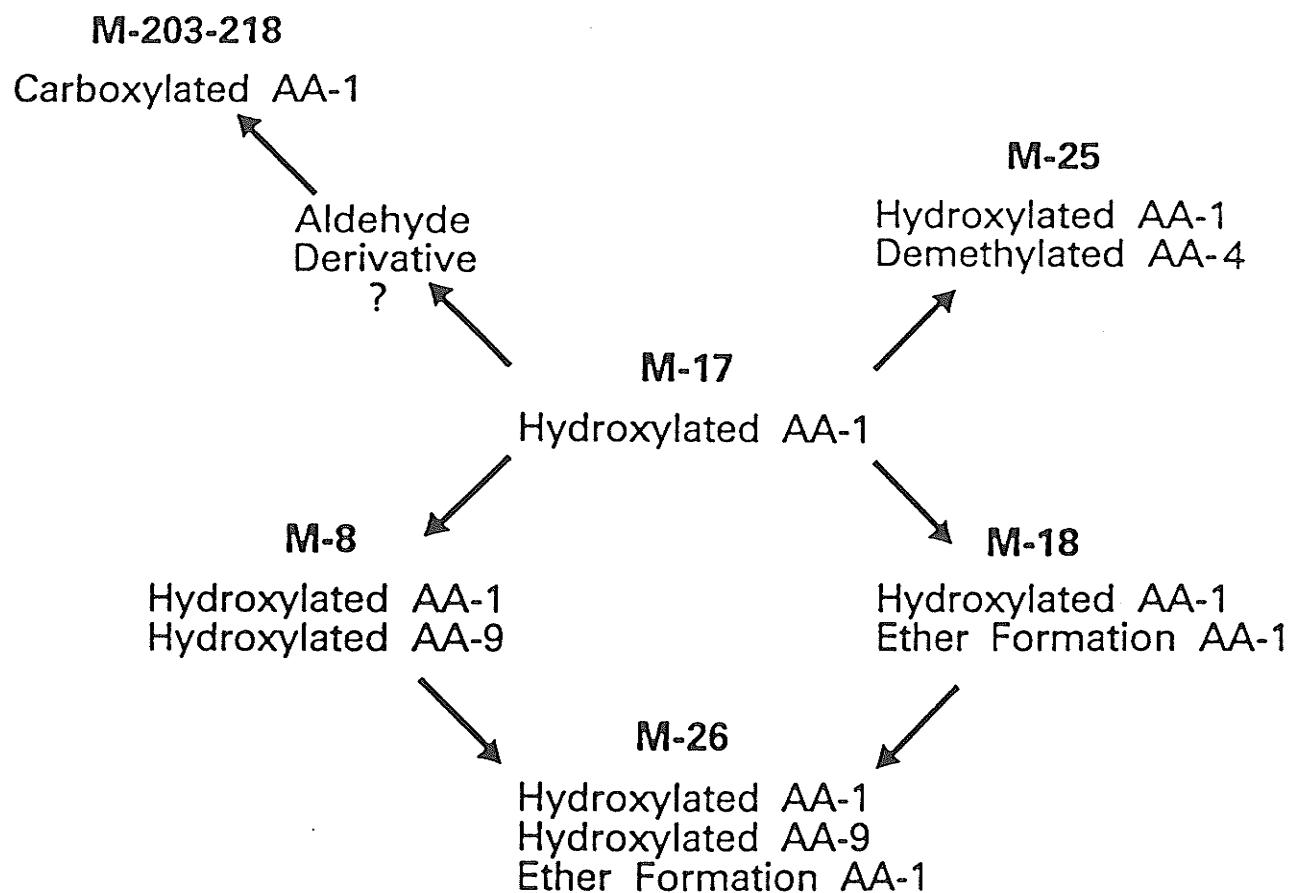 M-203-218
Carboxylated AA-1
Aldehyde
Derivative
?
M-25
Hydroxylated AA-1
Demethylated AA-4
M-17
Hydroxylated AA-1
M-8
Hydroxylated AA-1
Hydroxylated AA-9
M-18
Hydroxylated AA-1
Ether Formation AA-1
M-26
Hydroxylated AA-1
Hydroxylated AA-9
Ether Formation AA-1